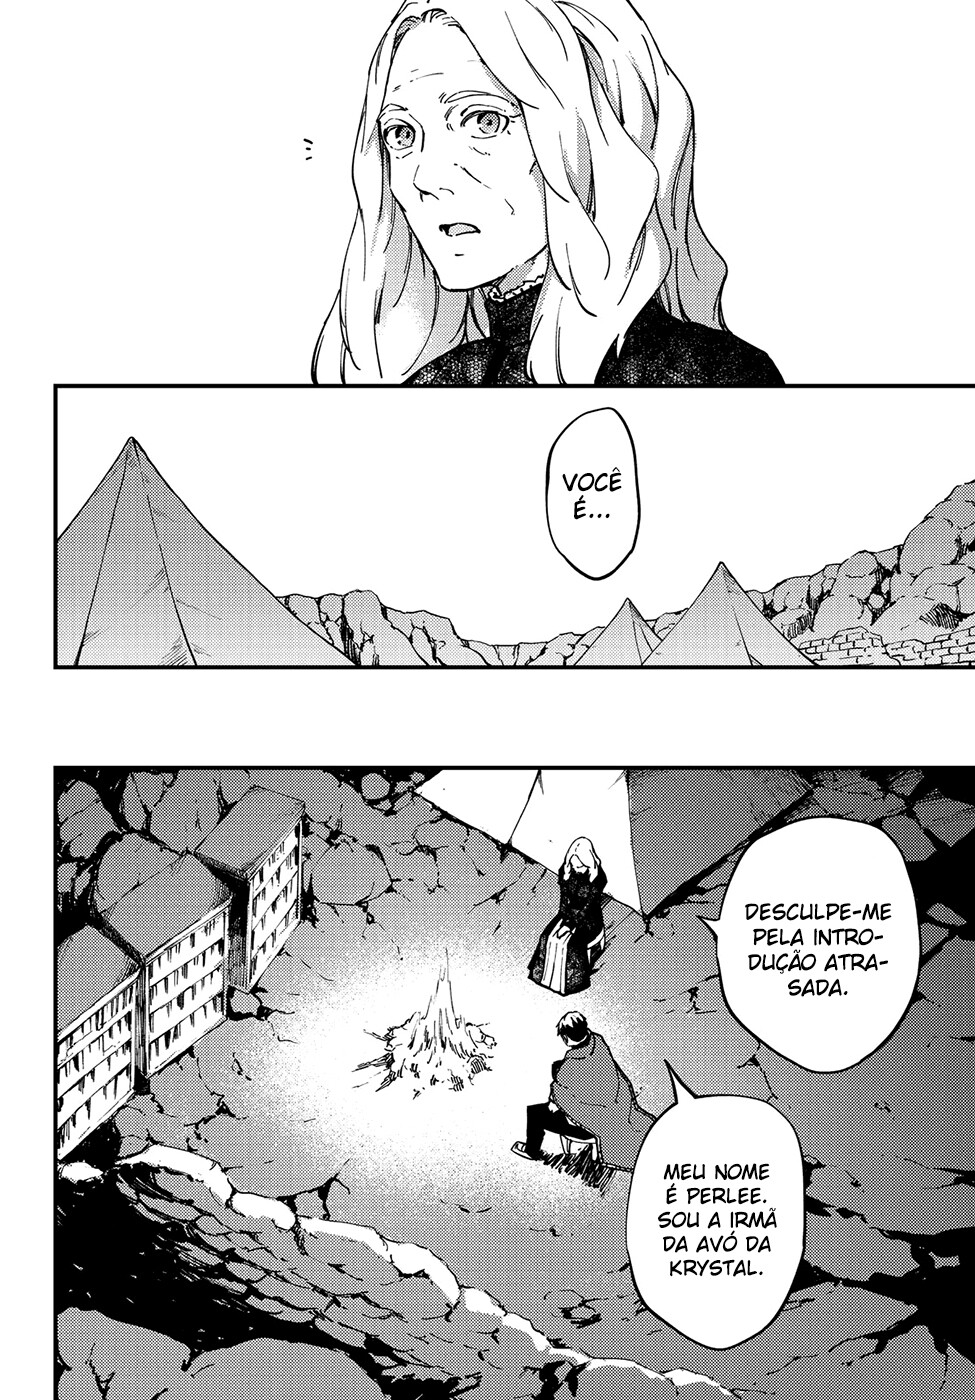 VOCÊ
É...
DESCULPE-ME
PELA INTRO-
DUÇÃO ATRA-
SADA.
MEU NOME
É PERLEE.
SOU A IRMÃ
DA AVÓ DA
KRYSTAL.